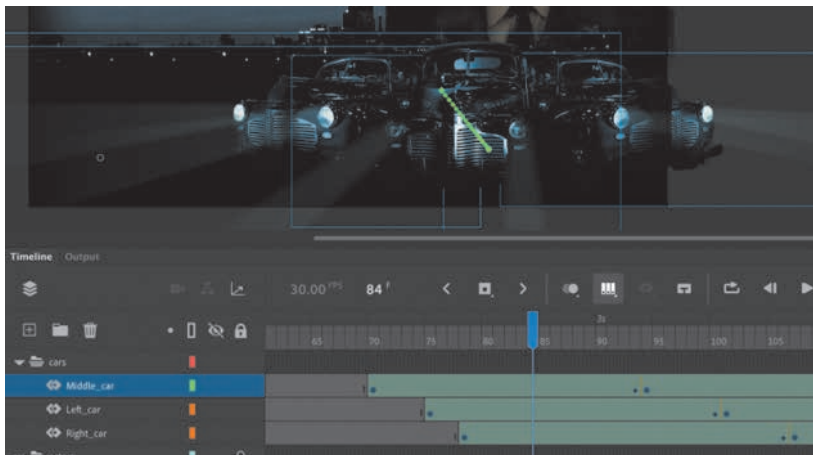 Timeline Output
30.00 FPS 84 F
2s
65 70 75 80 85 90 95 100 105
cars
Middle_car
Left_car
Right_car